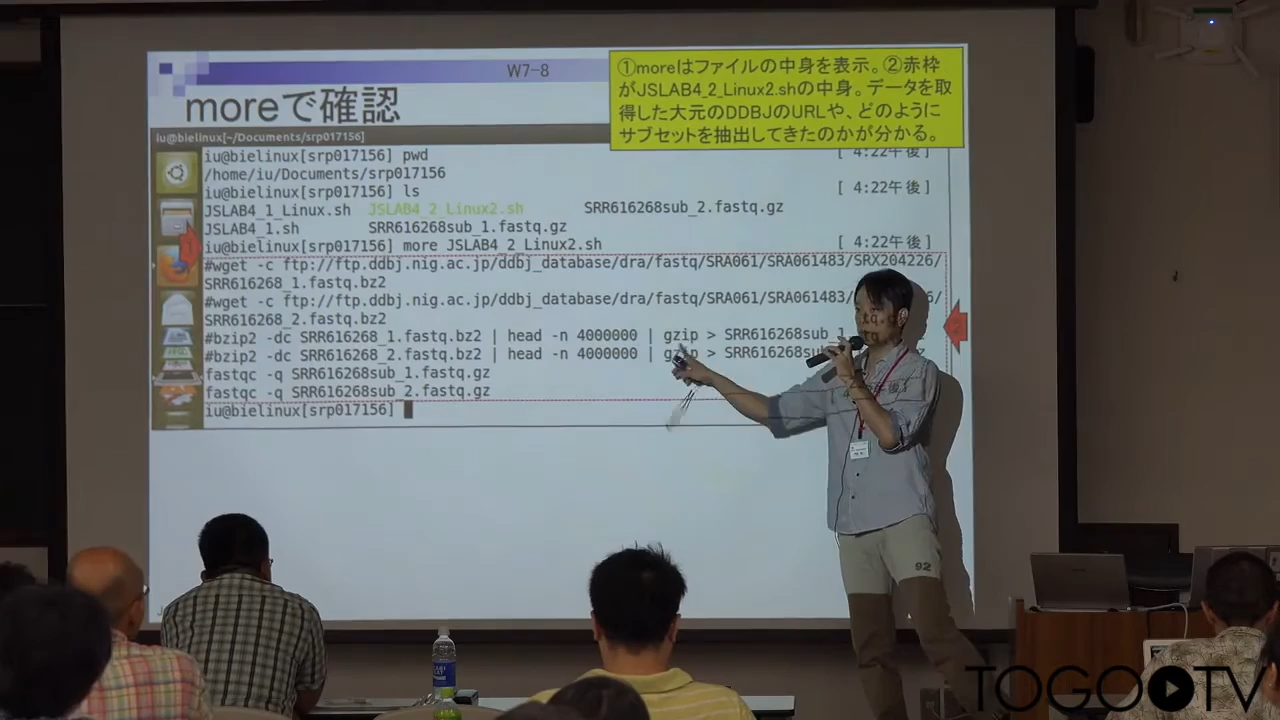 W7-8
moreで確認
①moreはファイルの中身を表示。②赤枠
がJSLAB4_2_Linux2.shの中身。データを取
得した大元のDDBJのURLや、どのように
サブセットを抽出してきたのかが分かる。
iu@bielinux[~/Documents/srp017156]
iu@bielinux[srp017156] pwd [ 4:22午後 ]
/home/iu/Documents/srp017156
iu@bielinux[srp017156] ls [ 4:22午後 ]
JSLAB4_1_Linux.sh JSLAB4_2_Linux2.sh SRR616268sub_2.fastq.gz
JSLAB4_1.sh SRR616268sub_1.fastq.gz
iu@bielinux[srp017156] more JSLAB4_2_Linux2.sh [ 4:22午後 ]
#wget -c ftp://ftp.ddbj.nig.ac.jp/ddbj_database/dra/fastq/SRA061/SRA061483/SRX204226/
SRR616268_1.fastq.bz2
#wget -c ftp://ftp.ddbj.nig.ac.jp/ddbj_database/dra/fastq/SRA061/SRA061483/
SRR616268_2.fastq.bz2
#bzip2 -dc SRR616268_1.fastq.bz2 | head -n 4000000 | gzip > SRR616268sub_1
#bzip2 -dc SRR616268_2.fastq.bz2 | head -n 4000000 | gzip > SRR616268su
fastqc -q SRR616268sub_1.fastq.gz
fastqc -q SRR616268sub_2.fastq.gz
iu@bielinux[srp017156]
92
TOGOTV